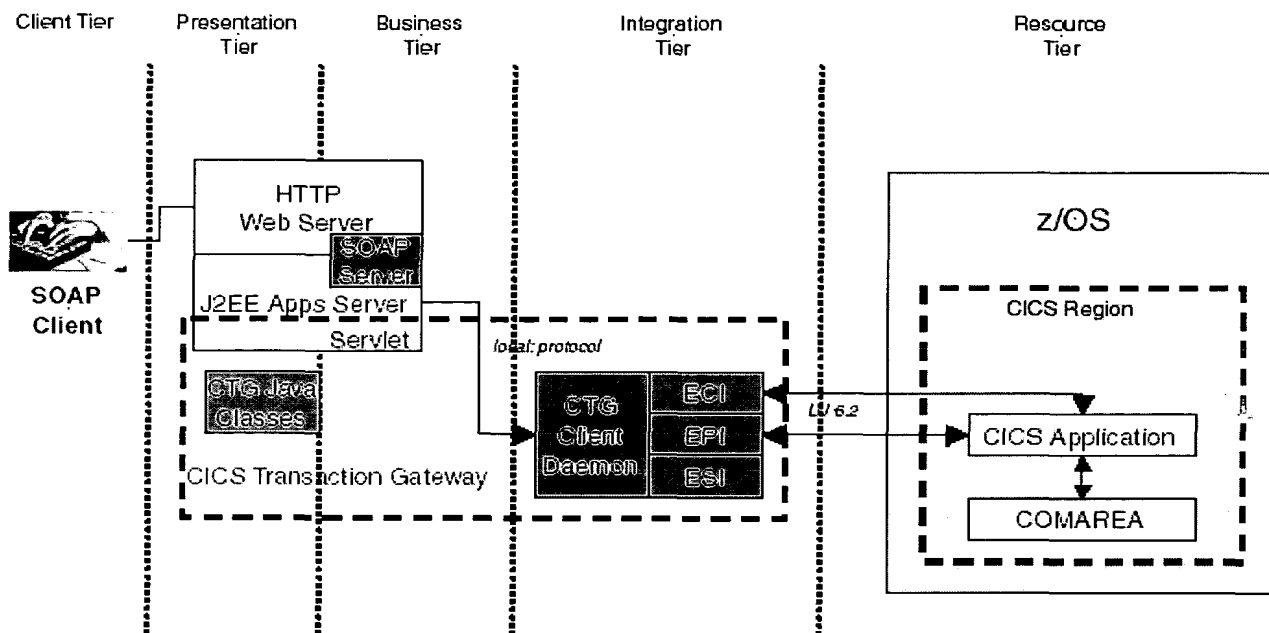 Client Tier
Presentation
Tier
Business
Tier
Integration
Tier
Resource
Tier
HTTP
Web Server
SOAP
Server
SOAP
Client
J2EE Apps Server
Servlet
local: protocol
CTG Java
Classes
CICS Transaction Gateway
CTG
Client
Daemon
ECI
EPI
ESI
LU 6.2
z/OS
CICS Region
CICS Application
COMAREA